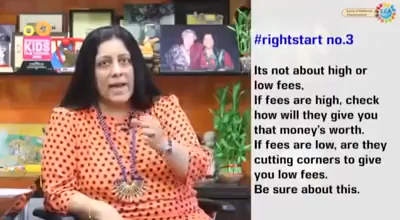 #rightstart no.3
Its not about high or
low fees,
If fees are high, check
how will they give you
that money's worth.
If fees are low, are they
cutting corners to give
you low fees.
Be sure about this.
KIDS